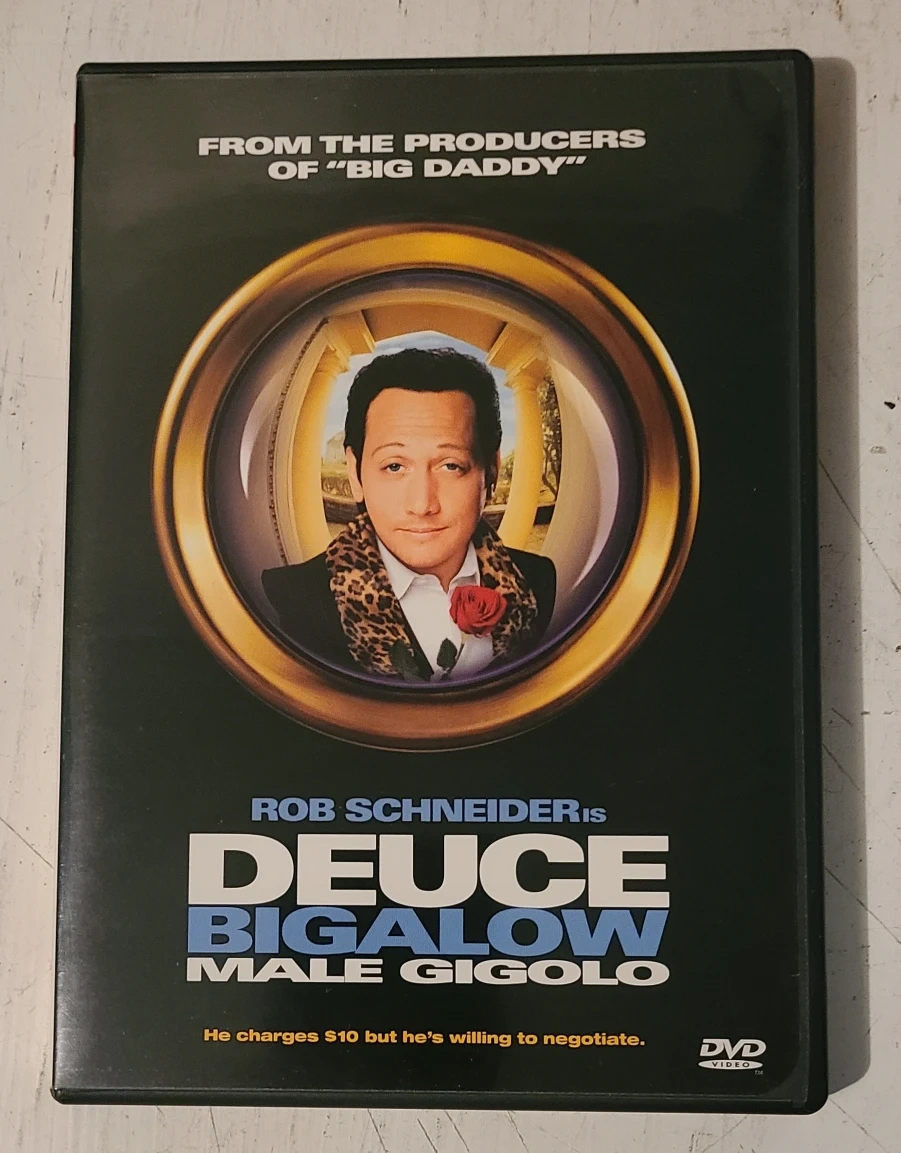 FROM THE PRODUCERS
OF "BIG DADDY"
ROB SCHNEIDER IS
DEUCE
BIGALOW
MALE GIGOLO
He charges $10 but he's willing to negotiate.
DVD
VIDEO
TM